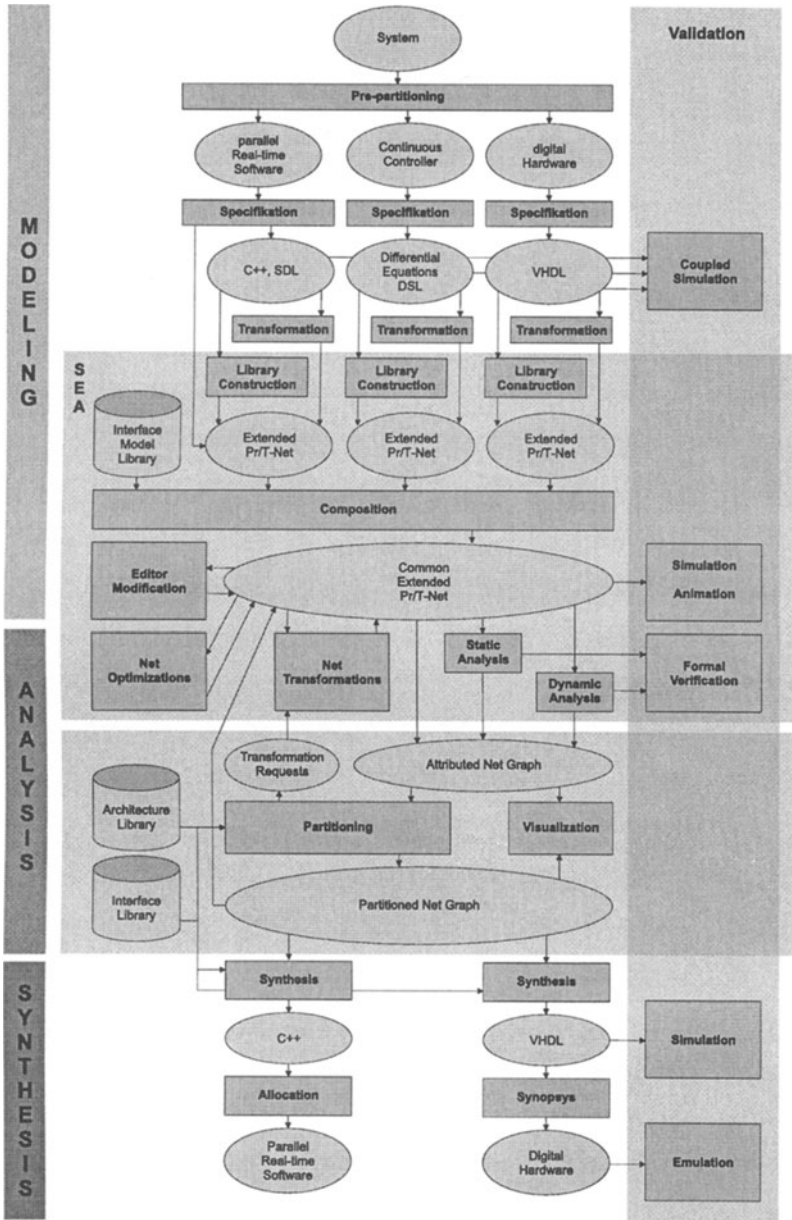 System
Validation
Pre-partitioning
parallel
Real-time
Software
Continuous
Controller
digital
Hardware
Specifikation
Specifikation
Specifikation
C++, SDL
Differential
Equations
DSL
VHDL
Coupled
Simulation
Transformation
Transformation
Transformation
MODELING
SEA
Library
Construction
Library
Construction
Library
Construction
Interface
Model
Library
Extended
Pr/T-Net
Extended
Pr/T-Net
Extended
Pr/T-Net
Composition
Editor
Modification
Common
Extended
Pr/T-Net
Simulation
Animation
ANALYSIS
Net
Optimizations
Net
Transformations
Static
Analysis
Dynamic
Analysis
Formal
Verification
Transformation
Requests
Attributed Net Graph
Architecture
Library
Partitioning
Visualization
Interface
Library
Partitioned Net Graph
SYNTHESIS
Synthesis
Synthesis
C++
VHDL
Simulation
Allocation
Synopsys
Parallel
Real-time
Software
Digital
Hardware
Emulation